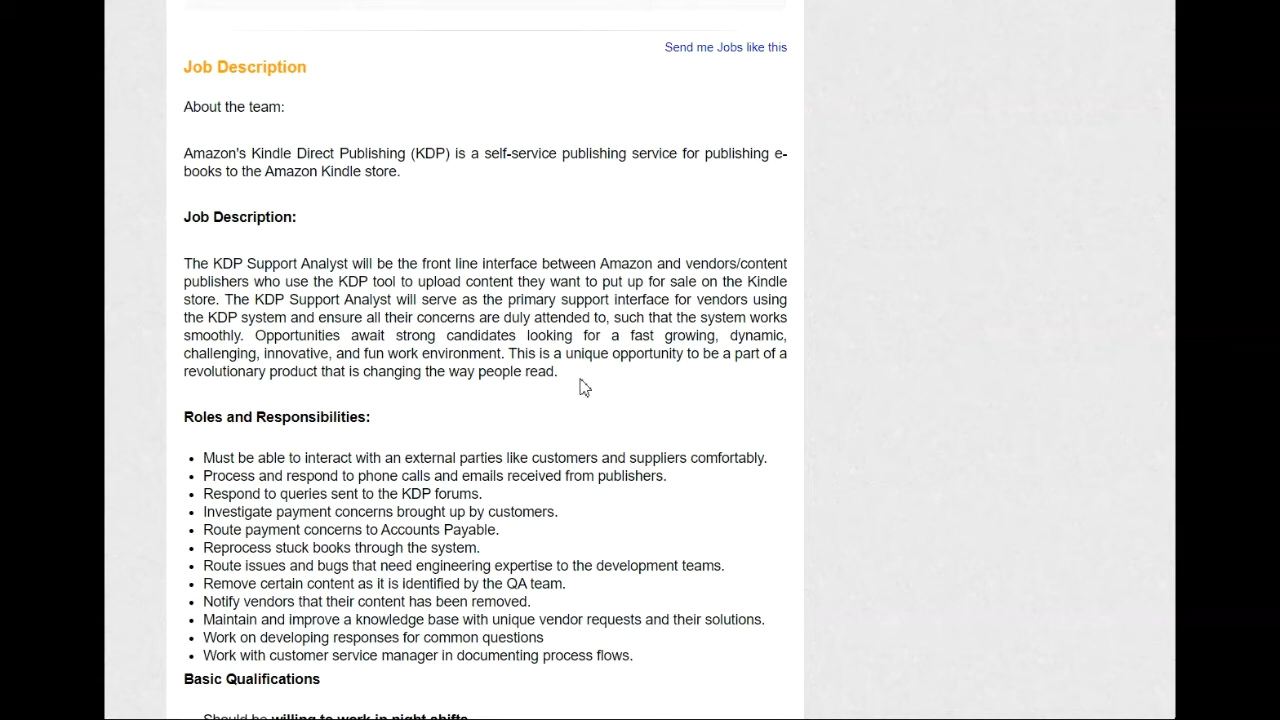 Send me Jobs like this
Job Description
About the team:
Amazon's Kindle Direct Publishing (KDP) is a self-service publishing service for publishing e-
books to the Amazon Kindle store.
Job Description:
The KDP Support Analyst will be the front line interface between Amazon and vendors/content
publishers who use the KDP tool to upload content they want to put up for sale on the Kindle
store. The KDP Support Analyst will serve as the primary support interface for vendors using
the KDP system and ensure all their concerns are duly attended to, such that the system works
smoothly. Opportunities await strong candidates looking for a fast growing, dynamic,
challenging, innovative, and fun work environment. This is a unique opportunity to be a part of a
revolutionary product that is changing the way people read.
Roles and Responsibilities:
• Must be able to interact with an external parties like customers and suppliers comfortably.
• Process and respond to phone calls and emails received from publishers.
• Respond to queries sent to the KDP forums.
• Investigate payment concerns brought up by customers.
• Route payment concerns to Accounts Payable.
• Reprocess stuck books through the system.
• Route issues and bugs that need engineering expertise to the development teams.
• Remove certain content as it is identified by the QA team.
• Notify vendors that their content has been removed.
• Maintain and improve a knowledge base with unique vendor requests and their solutions.
• Work on developing responses for common questions
• Work with customer service manager in documenting process flows.
Basic Qualifications
Should be willing to work in night shifts